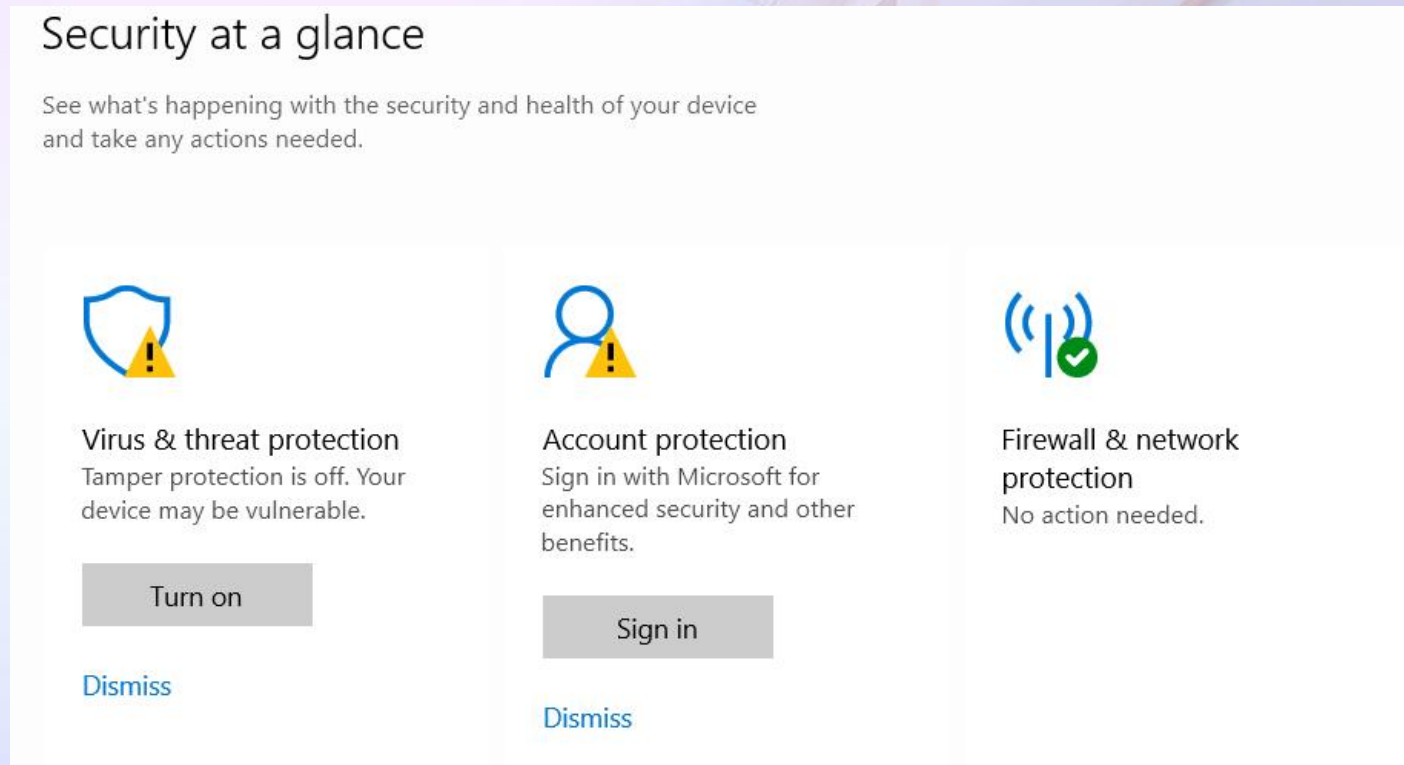 Security at a glance
See what's happening with the security and health of your device
and take any actions needed.
Virus & threat protection
Tamper protection is off. Your
device may be vulnerable.
Turn on
Dismiss
Account protection
Sign in with Microsoft for
enhanced security and other
benefits.
Sign in
Dismiss
Firewall & network
protection
No action needed.